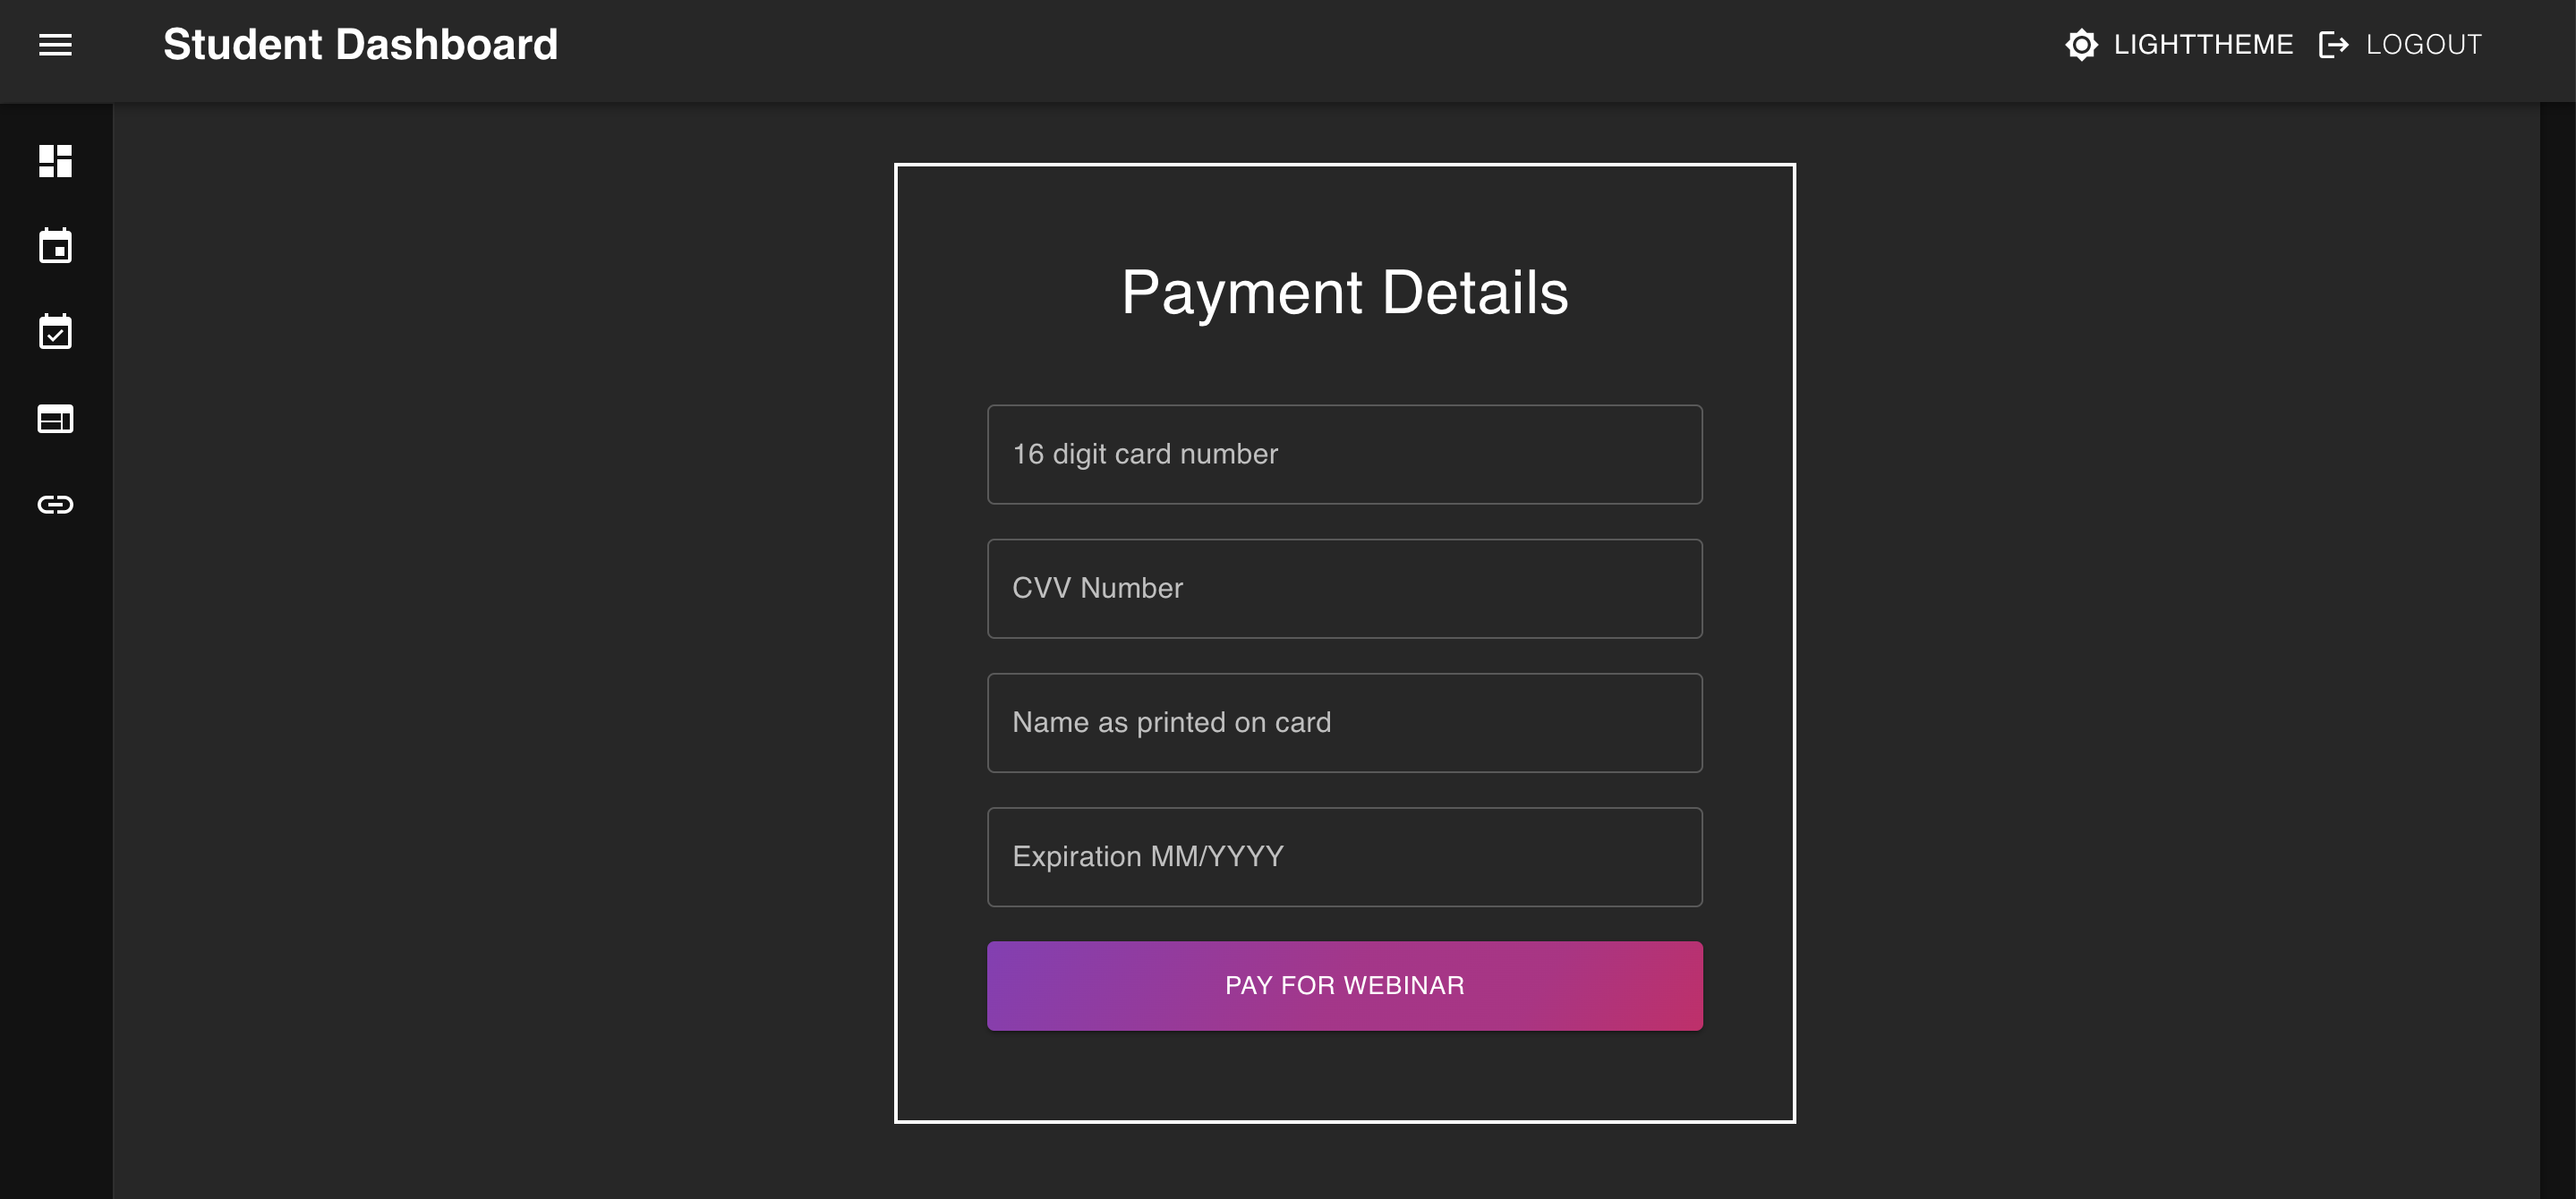 Student Dashboard
LIGHTTHEME
LOGOUT
Payment Details
16 digit card number
CVV Number
Name as printed on card
Expiration MM/YYYY
PAY FOR WEBINAR